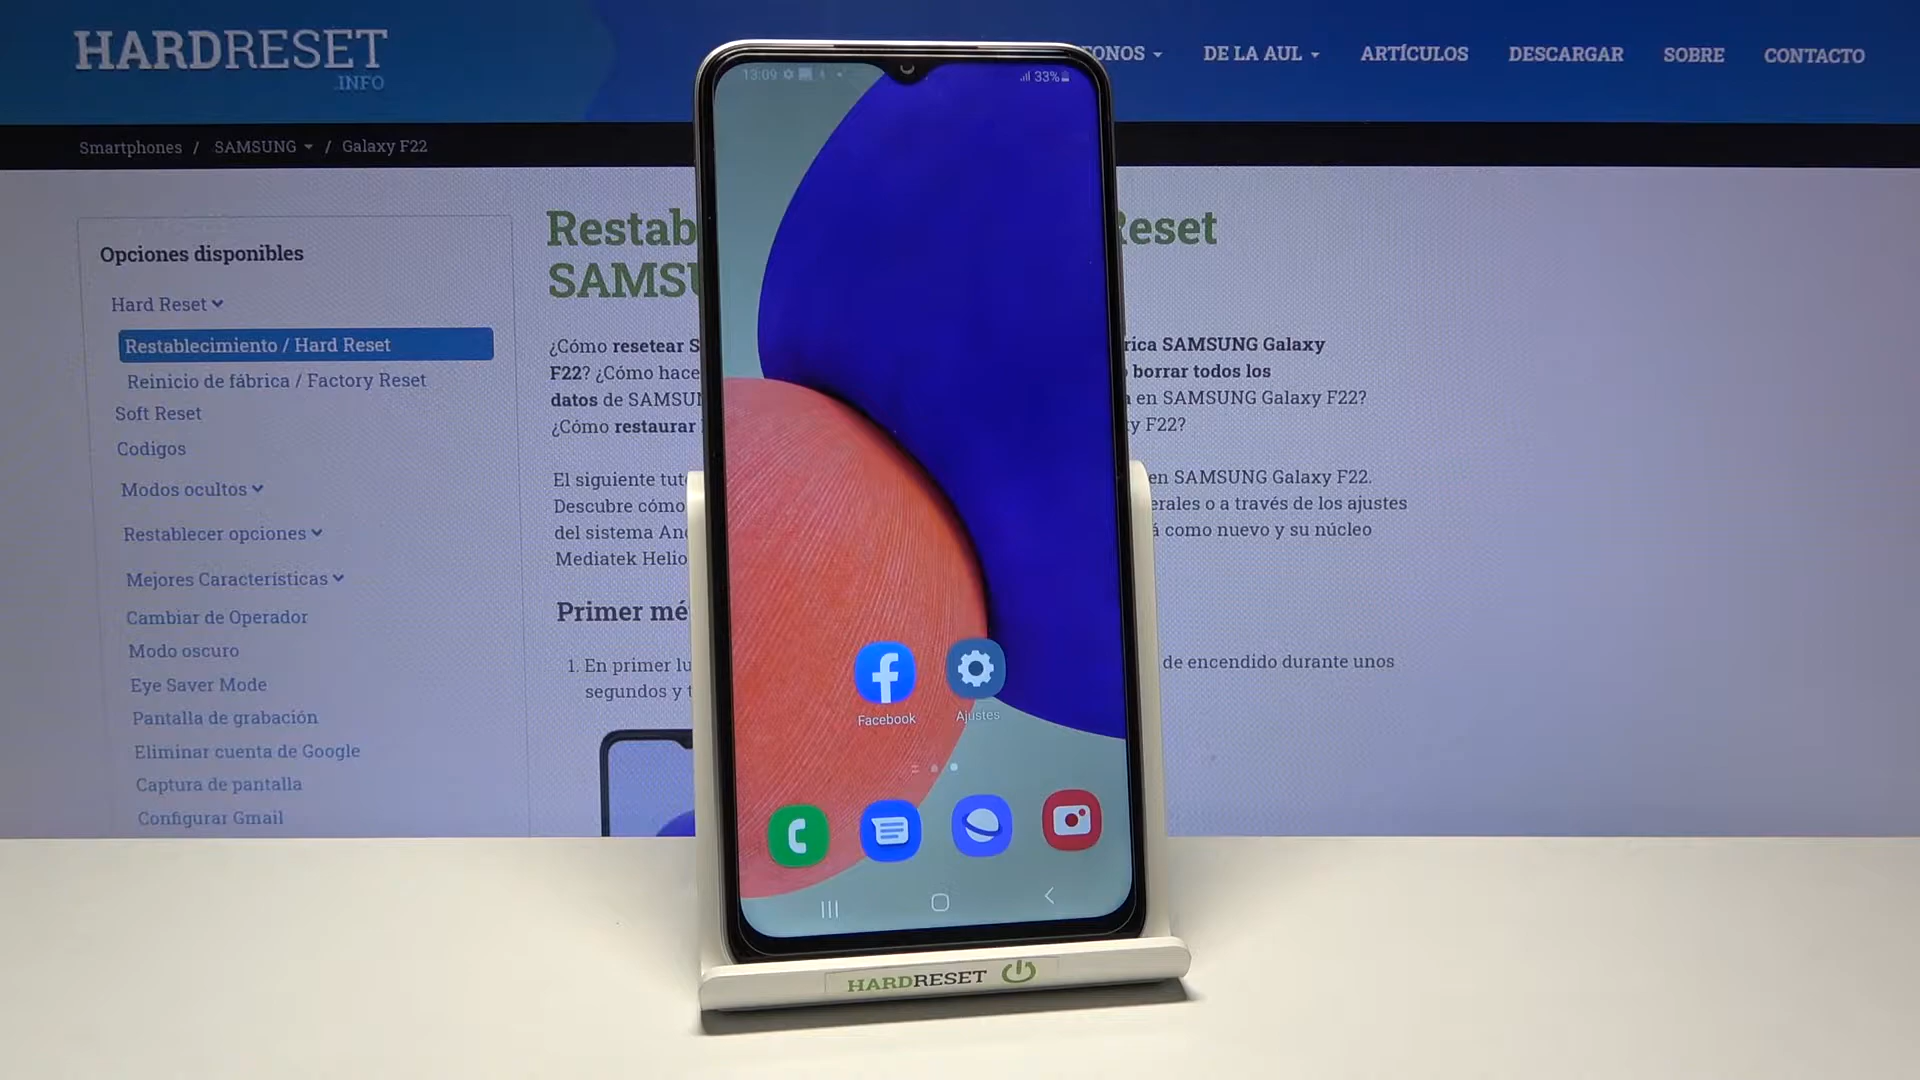 HARDRESET
.INFO
FONOS
DE LA AUL
ARTÍCULOS
DESCARGAR
SOBRE
CONTACTO
Smartphones / SAMSUNG / Galaxy F22
Opciones disponibles
Hard Reset
Restablecimiento / Hard Reset
Reinicio de fábrica / Factory Reset
Soft Reset
Codigos
Modos ocultos
Restablecer opciones
Mejores Características
Cambiar de Operador
Modo oscuro
Eye Saver Mode
Pantalla de grabación
Eliminar cuenta de Google
Captura de pantalla
Configurar Gmail
Restab Reset
SAMSU
¿Cómo resetear S rica SAMSUNG Galaxy
F22? ¿Cómo hace borrar todos los
datos de SAMSU en SAMSUNG Galaxy F22?
¿Cómo restaurar y F22?
El siguiente tut en SAMSUNG Galaxy F22.
Descubre cómo erales o a través de los ajustes
del sistema An á como nuevo y su núcleo
Mediatek Helio
Primer mé
1. En primer lu de encendido durante unos
segundos y t
13:09
33%
Facebook
Ajustes
HARDRESET